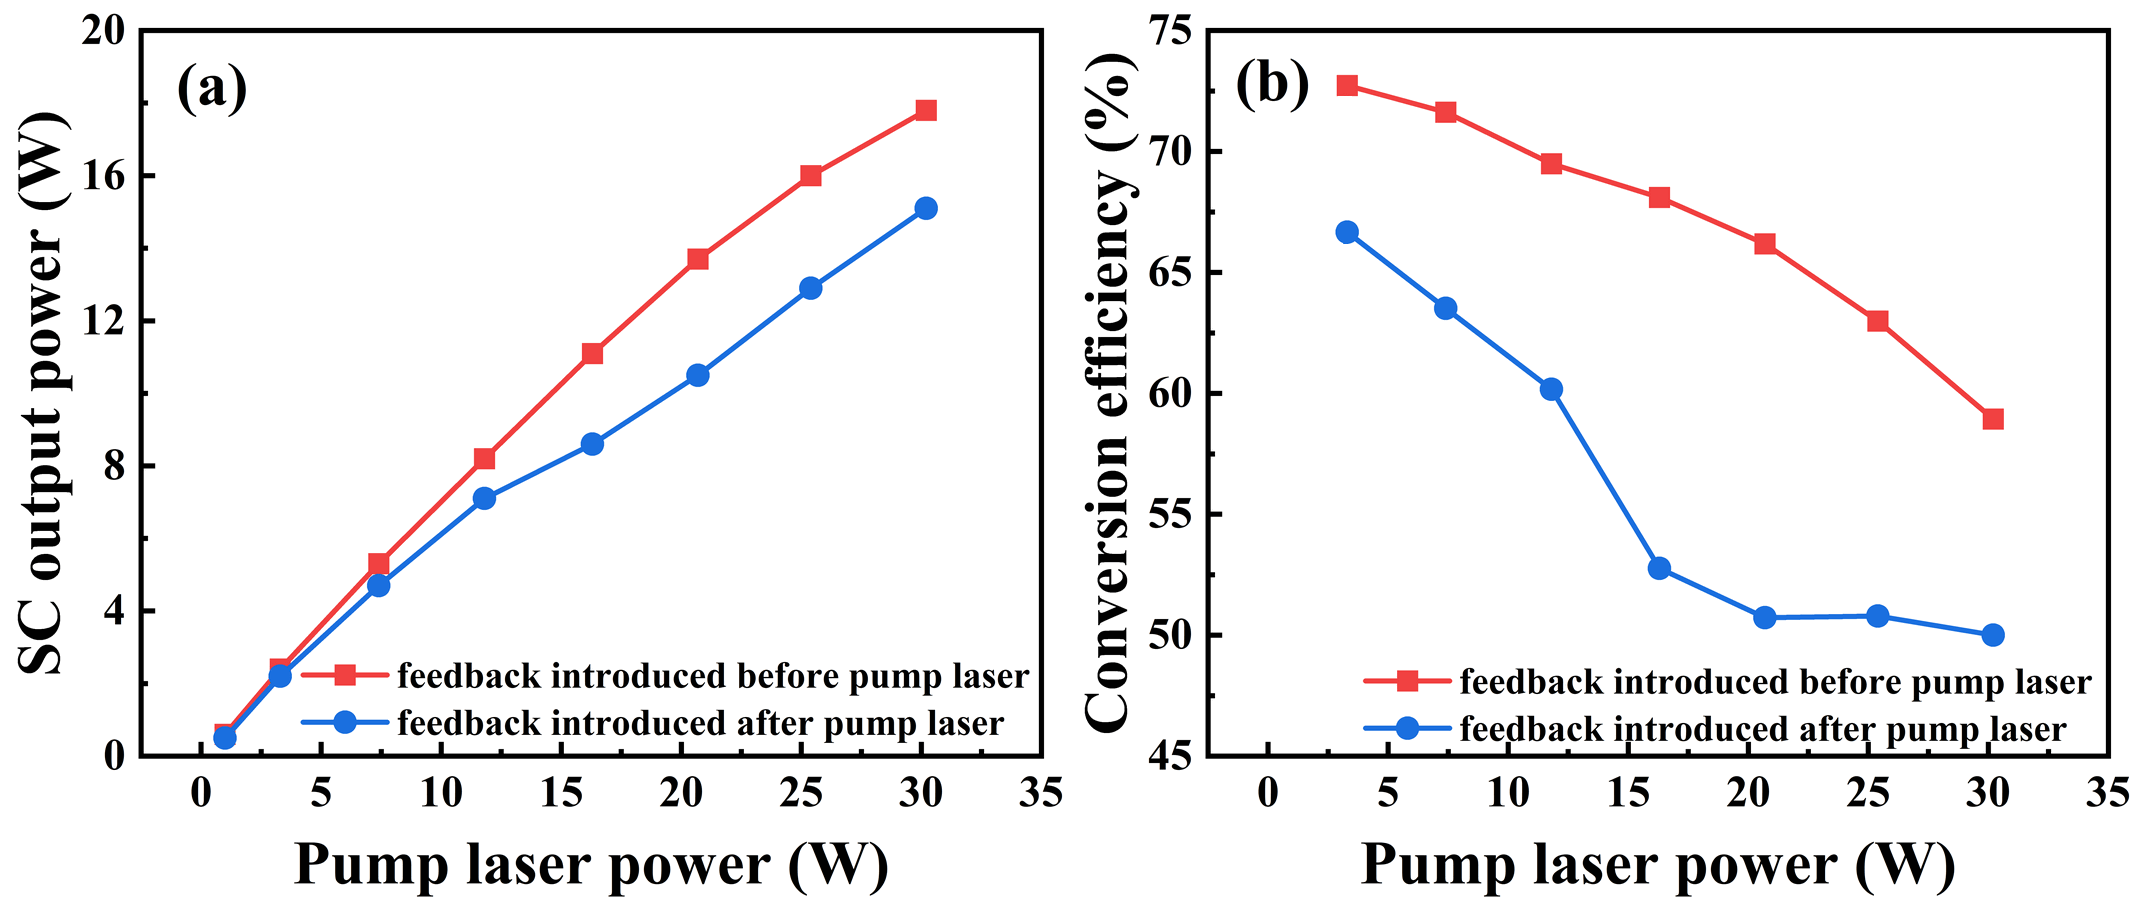 (a)
SC output power (W)
20
16
12
8
4
0
feedback introduced before pump laser
feedback introduced after pump laser
0 5 10 15 20 25 30 35
Pump laser power (W)
(b)
Conversion efficiency (%)
75
70
65
60
55
50
45
feedback introduced before pump laser
feedback introduced after pump laser
0 5 10 15 20 25 30 35
Pump laser power (W)